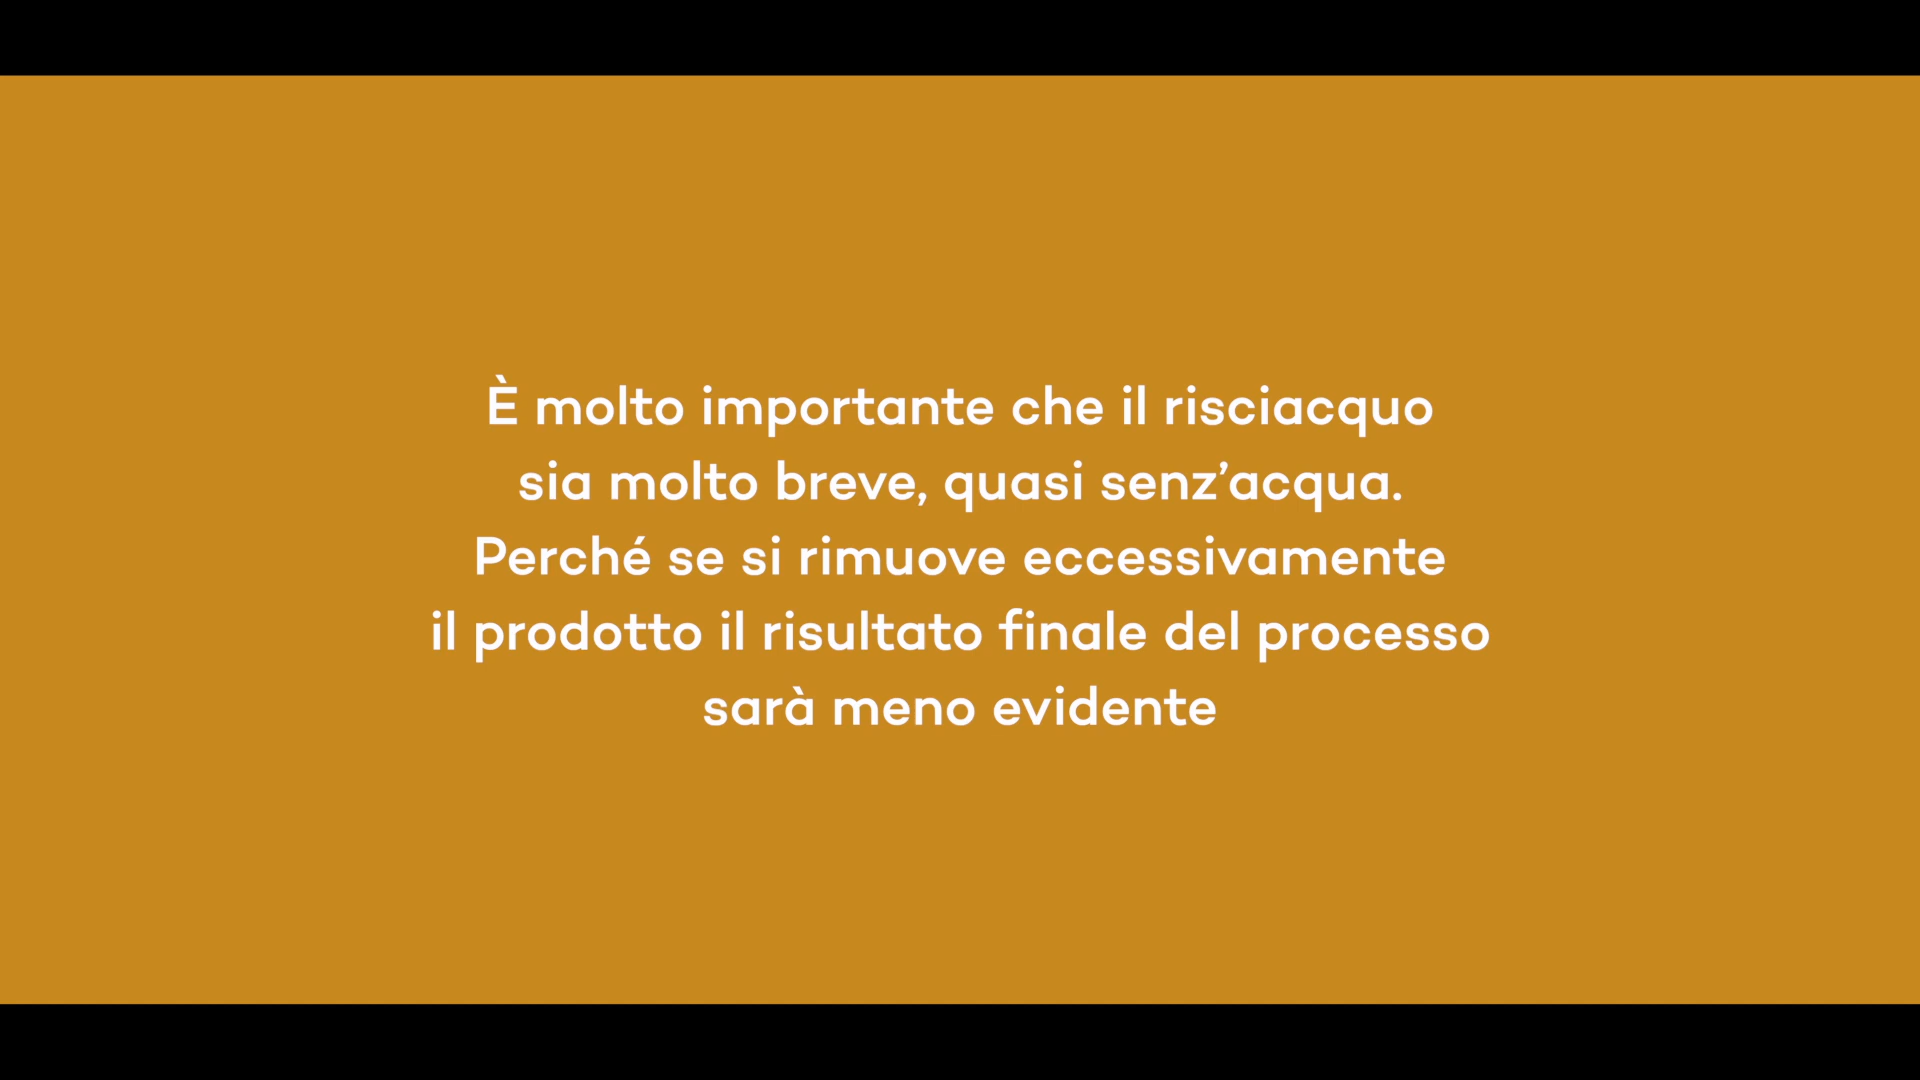 È molto importante che il risciacquo
sia molto breve, quasi senz’acqua.
Perché se si rimuove eccessivamente
il prodotto il risultato finale del processo
sarà meno evidente